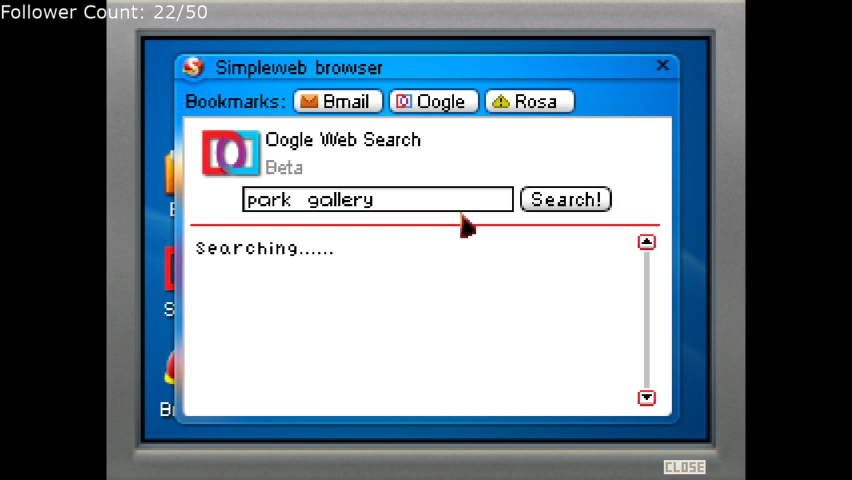 Follower Count: 22/50
Simpleweb browser
Bookmarks: Bmail Oogle Rosa
Oogle Web Search
Beta
park gallery Search!
Searching......
CLOSE